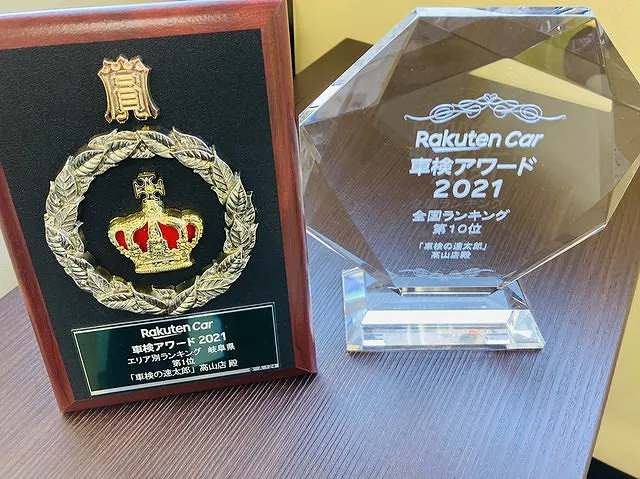 賞
Rakuten Car
車検アワード 2021
エリア別ランキング 岐阜県
第1位
「車検の速太郎」高山店 殿
Rakuten Car
車検アワード
2021
全国ランキング
第10位
「車検の速太郎」
高山店殿